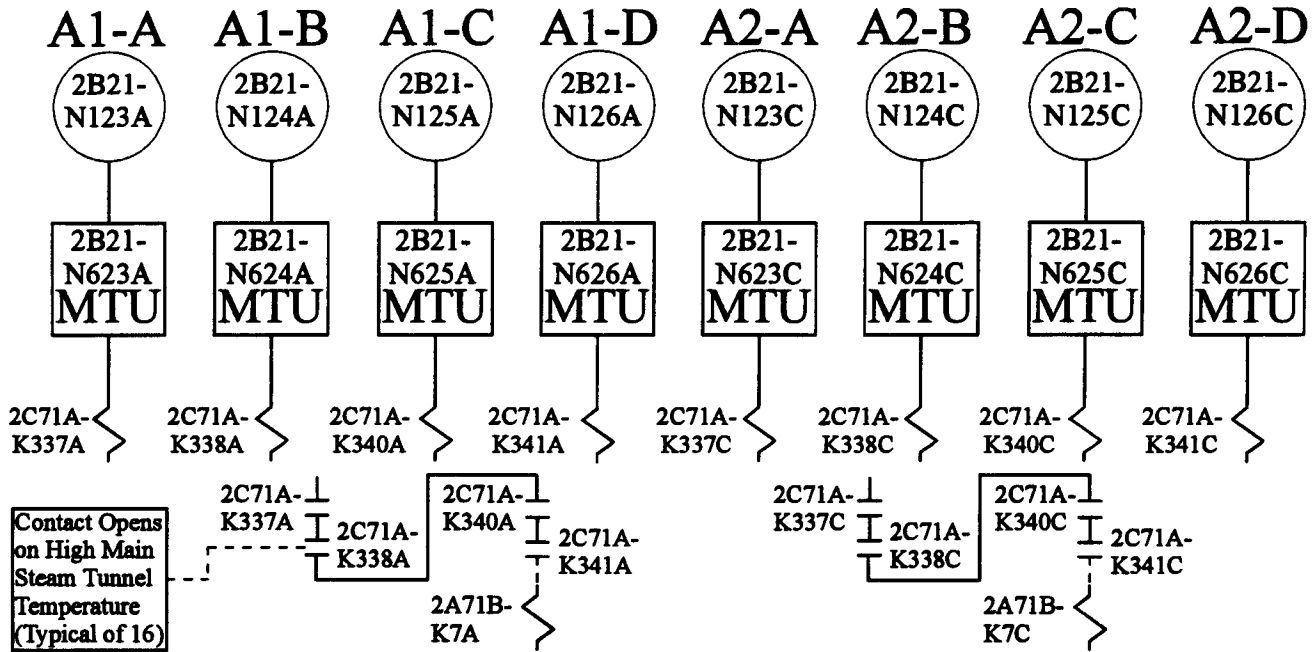 A1-A A1-B A1-C A1-D A2-A A2-B A2-C A2-D
2B21- 2B21- 2B21- 2B21- 2B21- 2B21- 2B21- 2B21-
N123A N124A N125A N126A N123C N124C N125C N126C
2B21- 2B21- 2B21- 2B21- 2B21- 2B21- 2B21- 2B21-
N623A N624A N625A N626A N623C N624C N625C N626C
MTU MTU MTU MTU MTU MTU MTU MTU
2C71A- 2C71A- 2C71A- 2C71A- 2C71A- 2C71A- 2C71A- 2C71A-
K337A K338A K340A K341A K337C K338C K340C K341C
2C71A-
K337A
2C71A-
K338A
2C71A-
K340A
2C71A-
K341A
2A71B-
K7A
2C71A-
K337C
2C71A-
K338C
2C71A-
K340C
2C71A-
K341C
2A71B-
K7C
Contact Opens
on High Main
Steam Tunnel
Temperature
(Typical of 16)